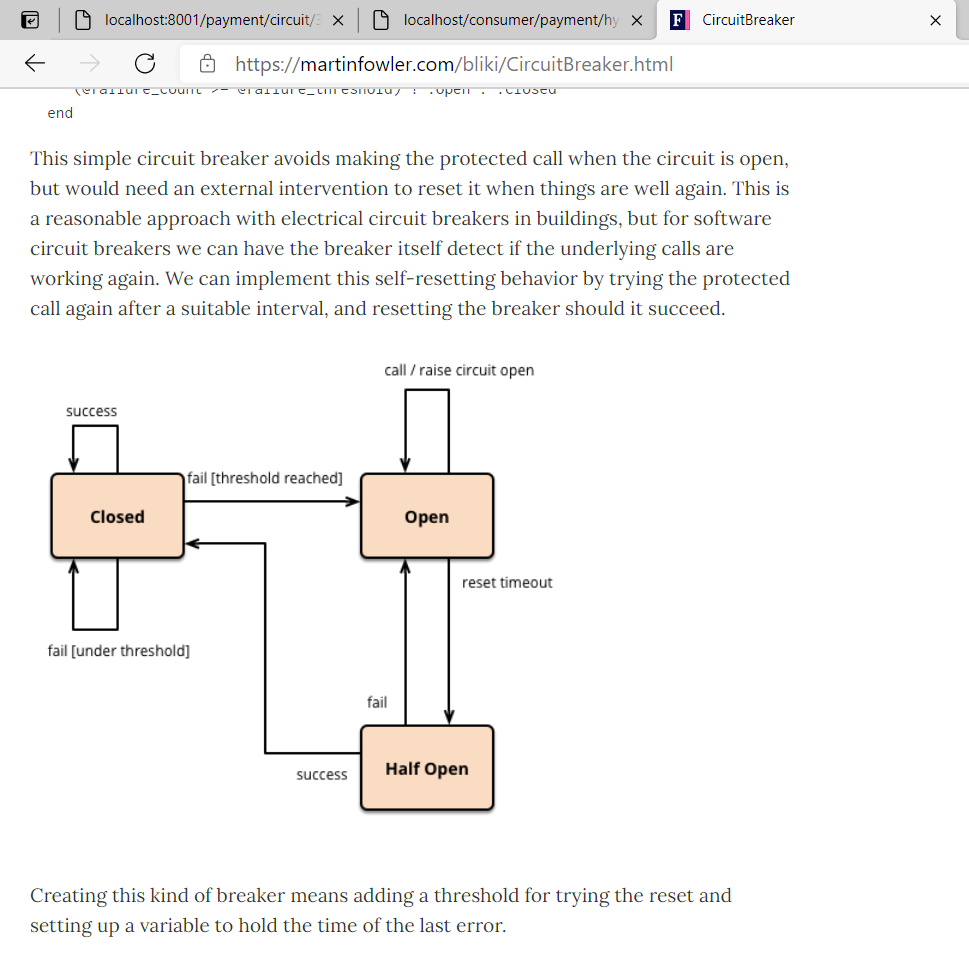 localhost:8001/payment/circuit/
localhost/consumer/payment/hy
F
CircuitBreaker
https://martinfowler.com/bliki/CircuitBreaker.html
(@failure_count >= @failure_threshold) ? :open : :closed
end
This simple circuit breaker avoids making the protected call when the circuit is open,
but would need an external intervention to reset it when things are well again. This is
a reasonable approach with electrical circuit breakers in buildings, but for software
circuit breakers we can have the breaker itself detect if the underlying calls are
working again. We can implement this self-resetting behavior by trying the protected
call again after a suitable interval, and resetting the breaker should it succeed.
call / raise circuit open
success
fail [threshold reached]
Closed
Open
reset timeout
fail [under threshold]
fail
Half Open
success
Creating this kind of breaker means adding a threshold for trying the reset and
setting up a variable to hold the time of the last error.